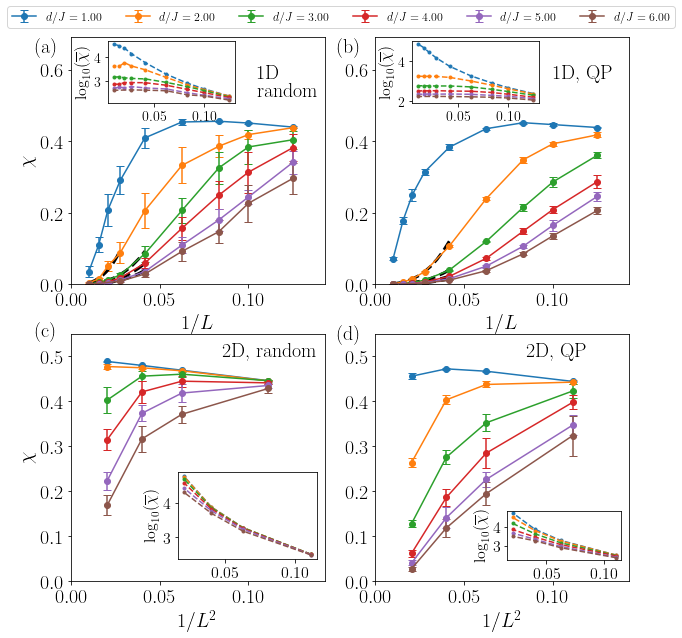 d/J = 1.00 d/J = 2.00 d/J = 3.00 d/J = 4.00 d/J = 5.00 d/J = 6.00
(a)
1D
random
log₁₀(χ̅)
3
4
0.05 0.10
χ
0.0
0.2
0.4
0.6
0.00 0.05 0.10
1/L
(b)
1D, QP
log₁₀(χ̅)
2
4
0.05 0.10
0.0
0.2
0.4
0.6
0.00 0.05 0.10
1/L
(c)
2D, random
log₁₀(χ̅)
3
4
0.05 0.10
χ
0.0
0.1
0.2
0.3
0.4
0.5
0.00 0.05 0.10
1/L²
(d)
2D, QP
log₁₀(χ̅)
3
4
0.05 0.10
0.0
0.1
0.2
0.3
0.4
0.5
0.00 0.05 0.10
1/L²